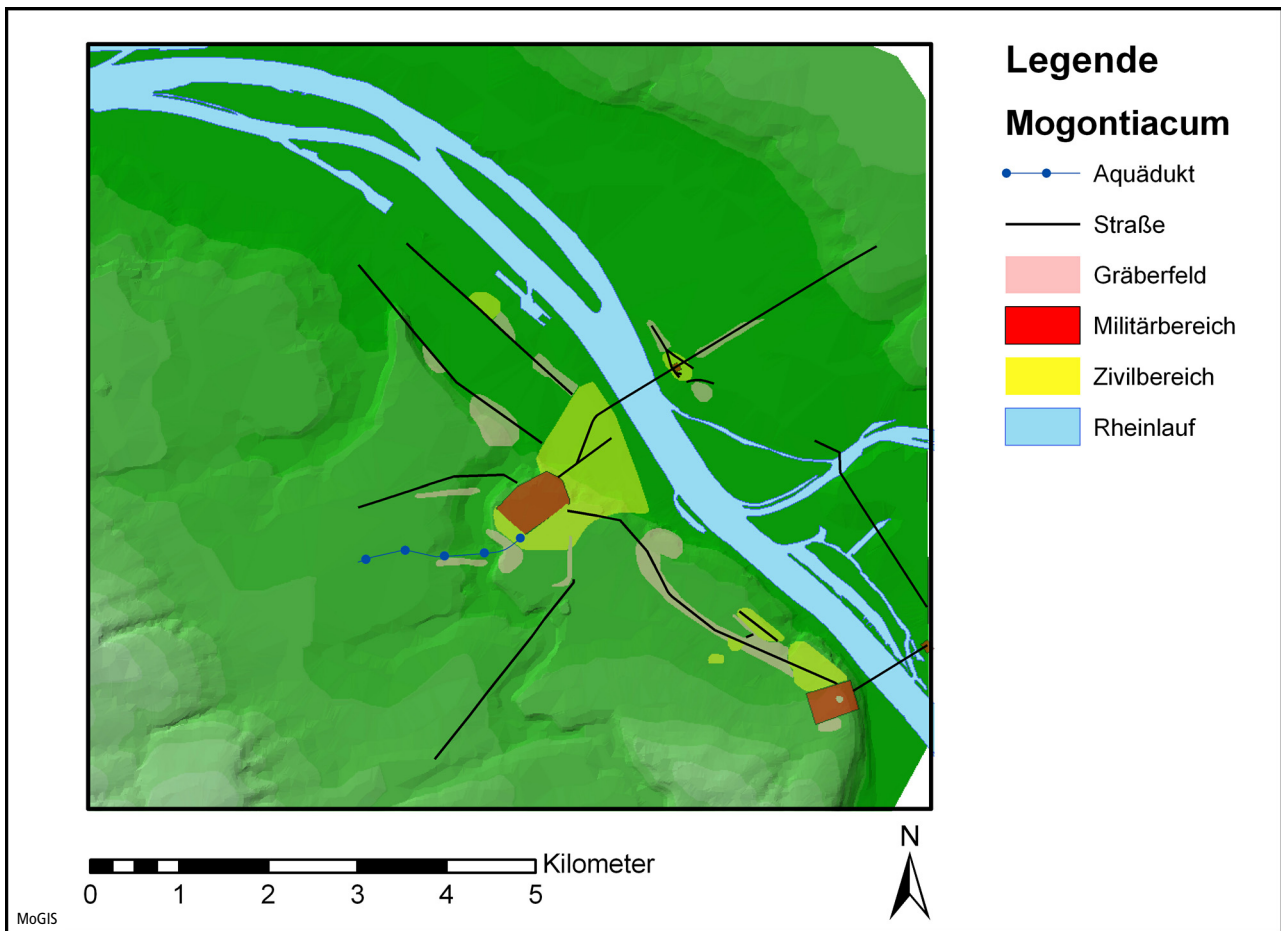 Legende
Mogontiacum
Aquädukt
Straße
Gräberfeld
Militärbereich
Zivilbereich
Rheinlauf
Kilometer
0 1 2 3 4 5
N
MoGIS